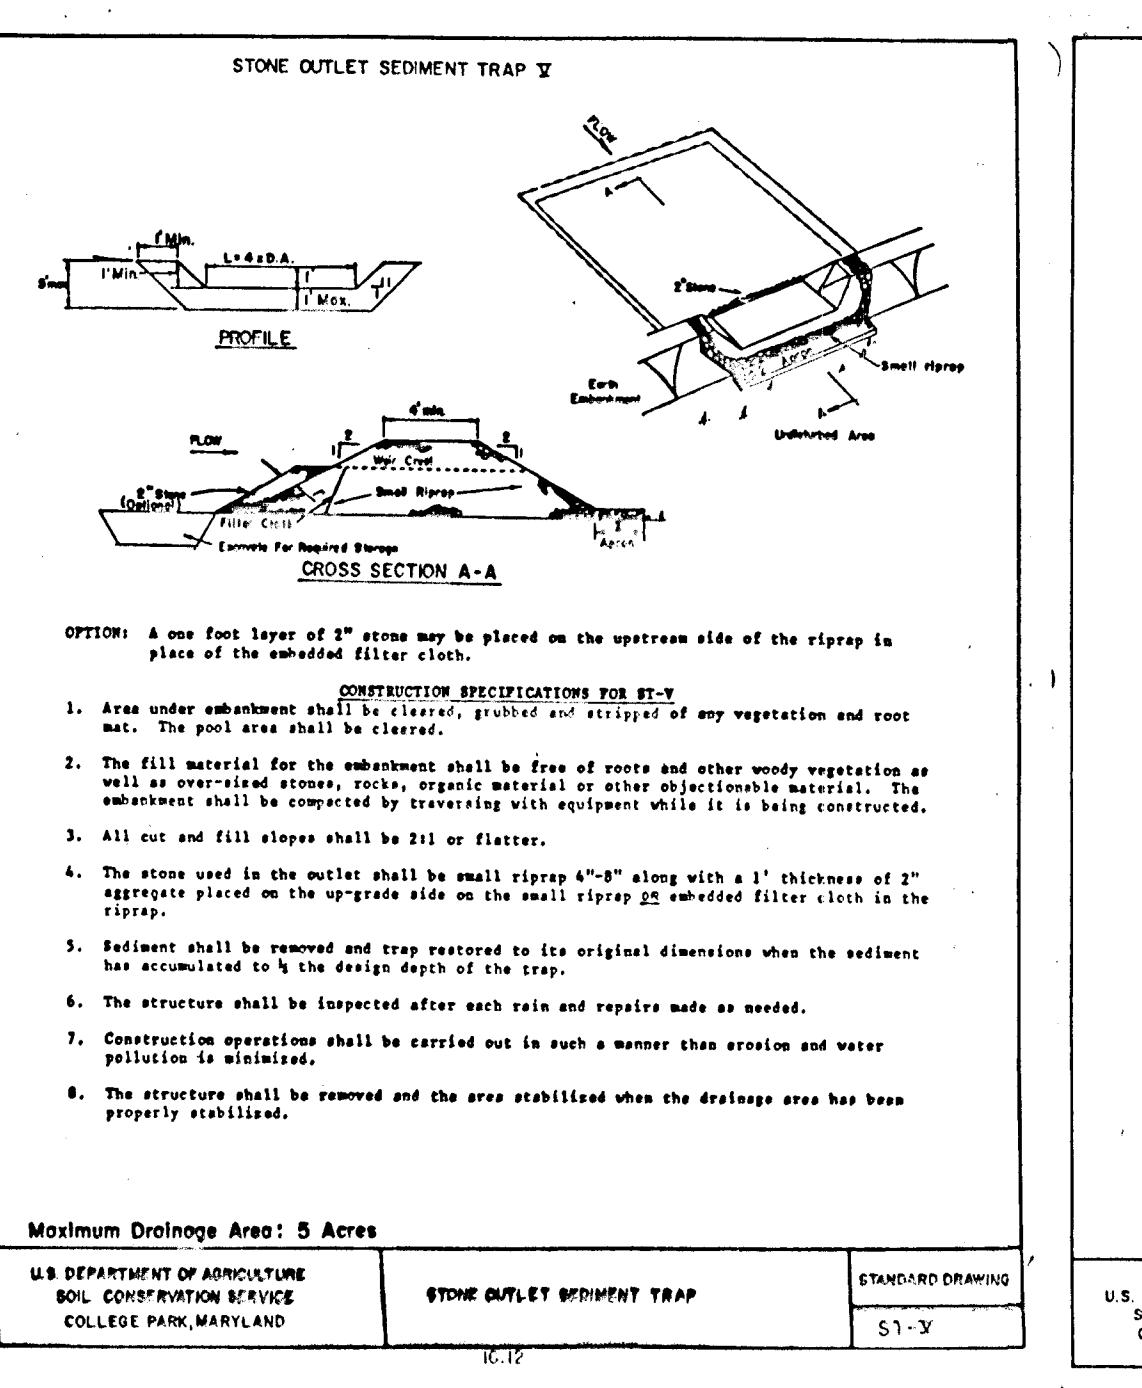 STONE OUTLET SEDIMENT TRAP V
FLOW
A
1' Min.
L=4xD.A.
1' Min.
1'
5' max
1' Max.
1
1
PROFILE
2" Stone
Apron
Small riprap
Earth
Embankment
A
Undisturbed Area
4' min.
FLOW
2
1
2
1
Weir Crest
2" Stone
(Optional)
Small Riprap
Filter Cloth
Apron
Excavate For Required Storage
CROSS SECTION A-A
OPTION: A one foot layer of 2" stone may be placed on the upstream side of the riprap in
place of the embedded filter cloth.
CONSTRUCTION SPECIFICATIONS FOR ST-V
1. Area under embankment shall be cleared, grubbed and stripped of any vegetation and root
mat. The pool area shall be cleared.
2. The fill material for the embankment shall be free of roots and other woody vegetation as
well as over-sized stones, rocks, organic material or other objectionable material. The
embankment shall be compacted by traversing with equipment while it is being constructed.
3. All cut and fill slopes shall be 2:1 or flatter.
4. The stone used in the outlet shall be small riprap 4"-8" along with a 1' thickness of 2"
aggregate placed on the up-grade side on the small riprap OR embedded filter cloth in the
riprap.
5. Sediment shall be removed and trap restored to its original dimensions when the sediment
has accumulated to ½ the design depth of the trap.
6. The structure shall be inspected after each rain and repairs made as needed.
7. Construction operations shall be carried out in such a manner than erosion and water
pollution is minimized.
8. The structure shall be removed and the area stabilized when the drainage area has been
properly stabilized.
Maximum Drainage Area: 5 Acres
U.S. DEPARTMENT OF AGRICULTURE
SOIL CONSERVATION SERVICE
COLLEGE PARK, MARYLAND
STONE OUTLET SEDIMENT TRAP
STANDARD DRAWING
ST-V
16.12
U.S.
S
C